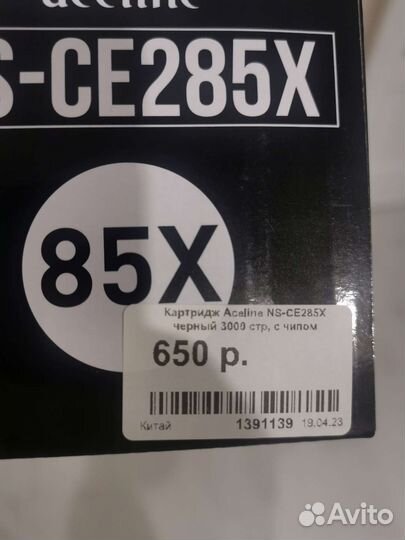 aceline
S-CE285X
85X
Картридж Aceline NS-CE285X
черный 3000 стр, с чипом
650 р.
Китай 1391139 19.04.23
Avito